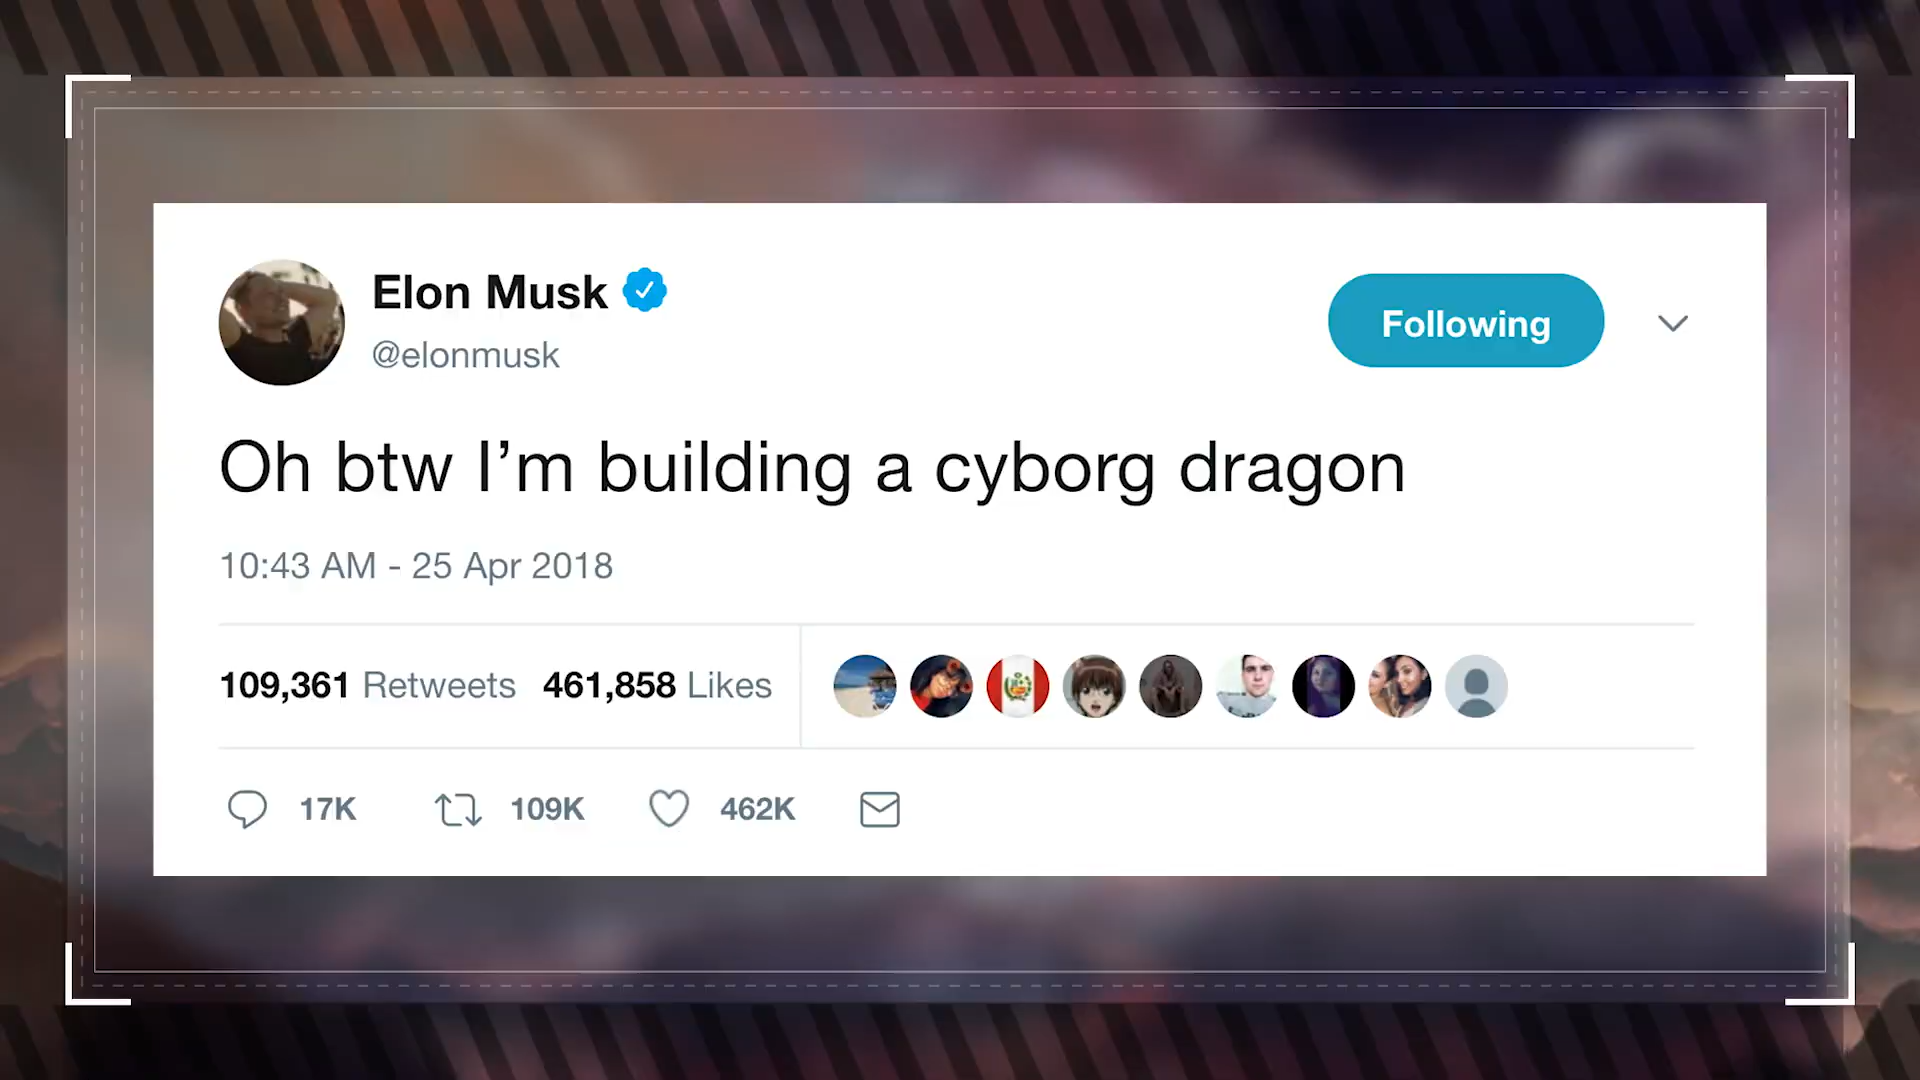 Elon Musk
@elonmusk
Following
Oh btw I’m building a cyborg dragon
10:43 AM - 25 Apr 2018
109,361 Retweets 461,858 Likes
17K 109K 462K